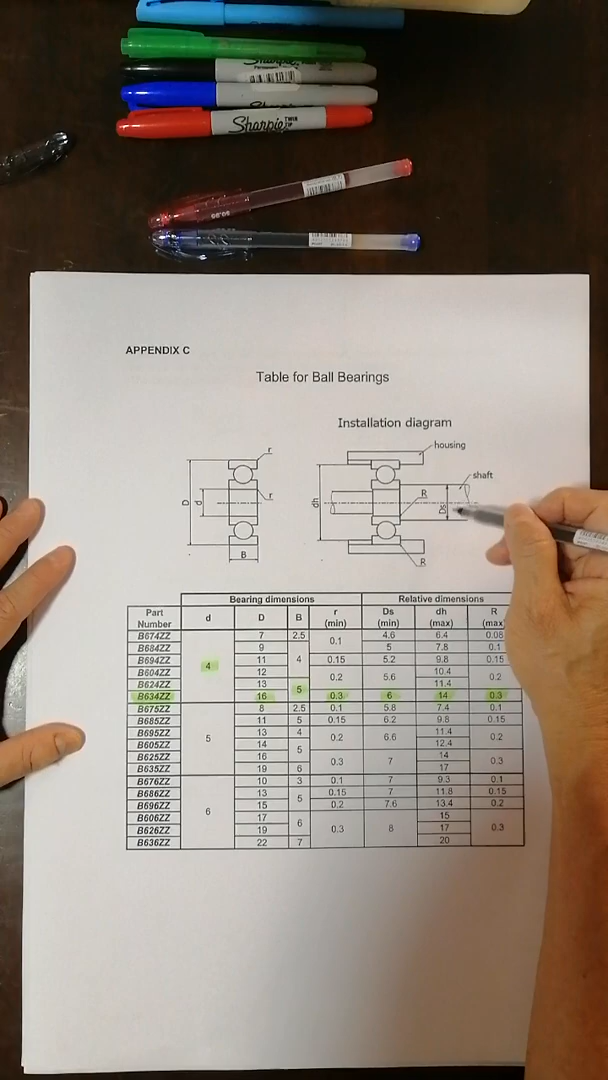 Sharpie
Sharpie TWIN TIP
$0.90
APPENDIX C
Table for Ball Bearings
Installation diagram
r
housing
D
d
r
B
dh
shaft
R
Ds
R
Bearing dimensions Relative dimensions
Part Number d D B r (min) Ds (min) dh (max) R (max)
B674ZZ 4 7 2.5 0.1 4.6 6.4 0.08
B684ZZ 9 4 5 7.8 0.1
B694ZZ 11 0.15 5.2 9.8 0.15
B604ZZ 12 0.2 5.6 10.4 0.2
B624ZZ 13 5 11.4
B634ZZ 16 0.3 6 14 0.3
B675ZZ 5 8 2.5 0.1 5.8 7.4 0.1
B685ZZ 11 5 0.15 6.2 9.8 0.15
B695ZZ 13 4 0.2 6.6 11.4 0.2
B605ZZ 14 5 12.4
B625ZZ 16 0.3 7 14 0.3
B635ZZ 19 6 17
B676ZZ 6 10 3 0.1 7 9.3 0.1
B686ZZ 13 5 0.15 7 11.8 0.15
B696ZZ 15 0.2 7.6 13.4 0.2
B606ZZ 17 6 0.3 8 15 0.3
B626ZZ 19 17
B636ZZ 22 7 20